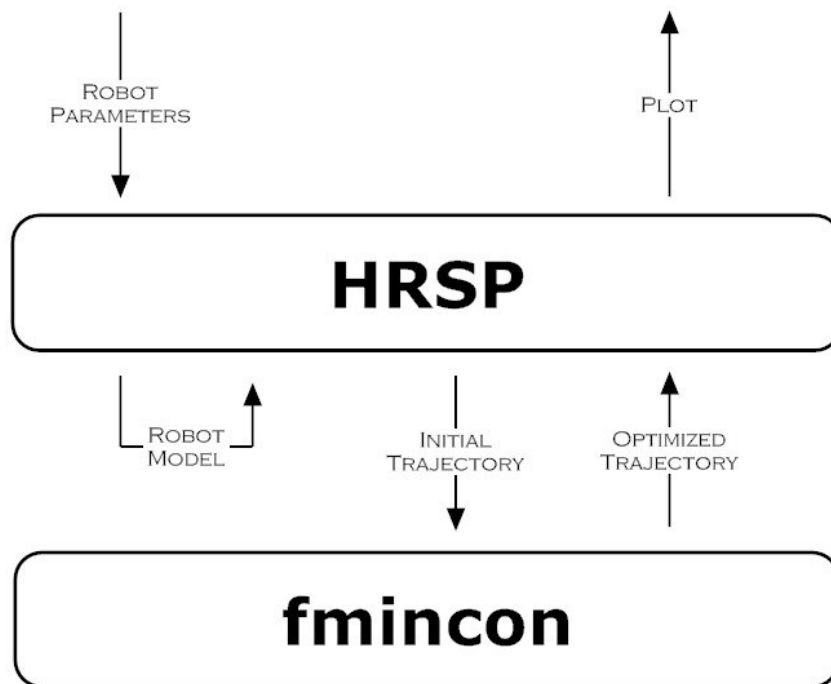 ROBOT
PARAMETERS
PLOT
HRSP
ROBOT
MODEL
INITIAL
TRAJECTORY
OPTIMIZED
TRAJECTORY
fmincon